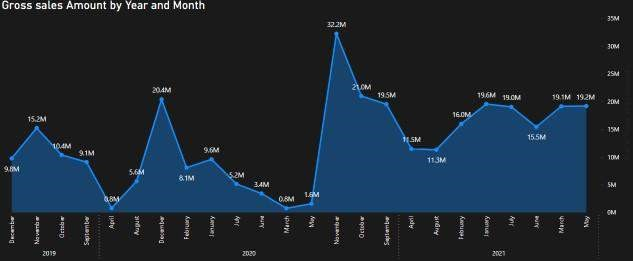 Gross sales Amount by Year and Month
35M
30M
25M
20M
15M
10M
5M
0M
9.8M
15.2M
10.4M
9.1M
0.8M
5.6M
20.4M
8.1M
9.6M
5.2M
3.4M
0.8M
1.6M
32.2M
21.0M
19.5M
11.5M
11.3M
16.0M
19.6M
19.0M
15.5M
19.1M
19.2M
December
November
October
September
April
August
December
February
January
July
June
March
May
November
October
September
April
August
February
January
July
June
March
May
2019
2020
2021